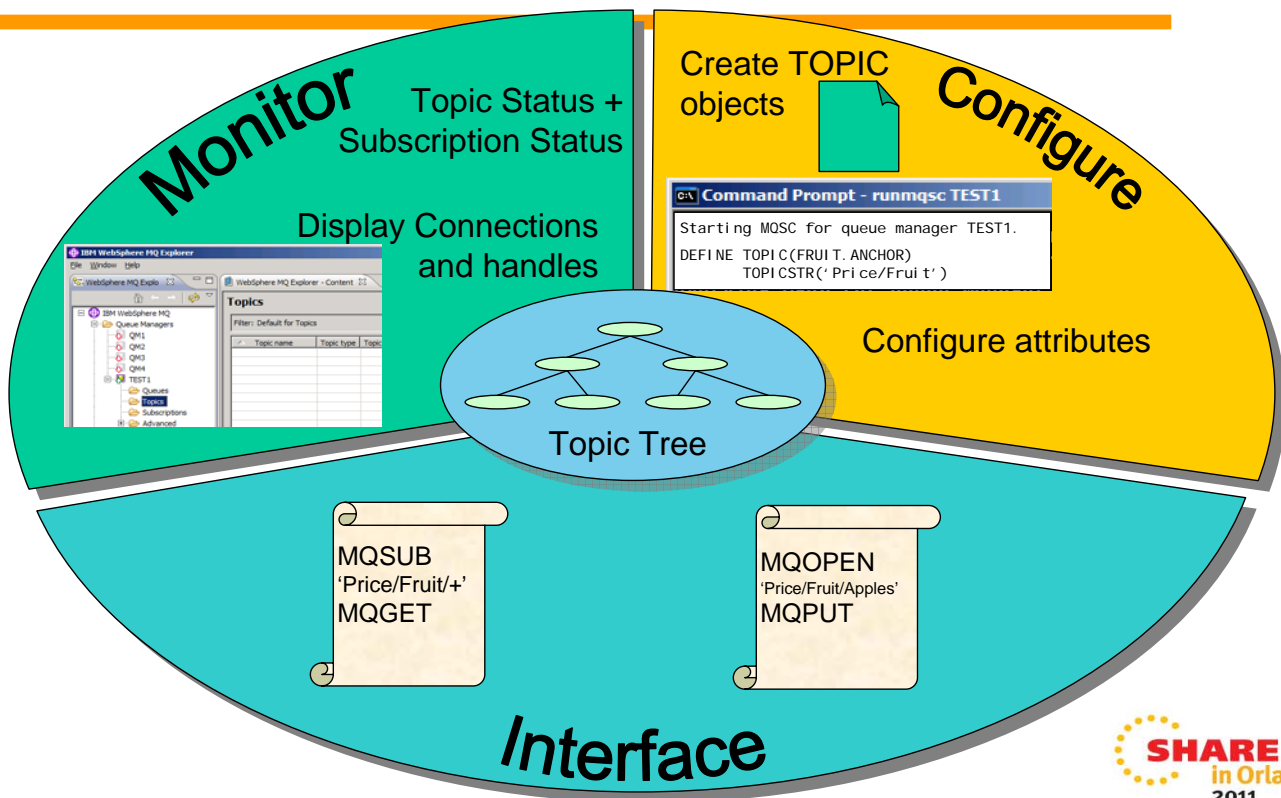 Monitor
Topic Status +
Subscription Status
Display Connections
and handles
IBM WebSphere MQ Explorer
File Window Help
WebSphere MQ Explo
IBM WebSphere MQ
Queue Managers
QM1
QM2
QM3
QM4
TEST1
Queues
Topics
Subscriptions
Advanced
WebSphere MQ Explorer - Content
Topics
Filter: Default for Topics
Topic name Topic type Topic
Configure
Create TOPIC
objects
Command Prompt - runmqsc TEST1
Starting MQSC for queue manager TEST1.
DEFINE TOPIC(FRUIT.ANCHOR)
TOPICSTR('Price/Fruit')
Configure attributes
Topic Tree
MQSUB
‘Price/Fruit/+’
MQGET
MQOPEN
‘Price/Fruit/Apples’
MQPUT
Interface
SHARE
in Orla
2011